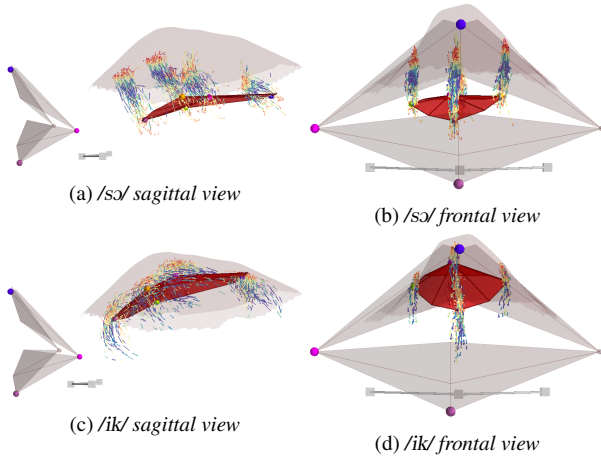 (a) /sɔ/ sagittal view
(b) /sɔ/ frontal view
(c) /ik/ sagittal view
(d) /ik/ frontal view